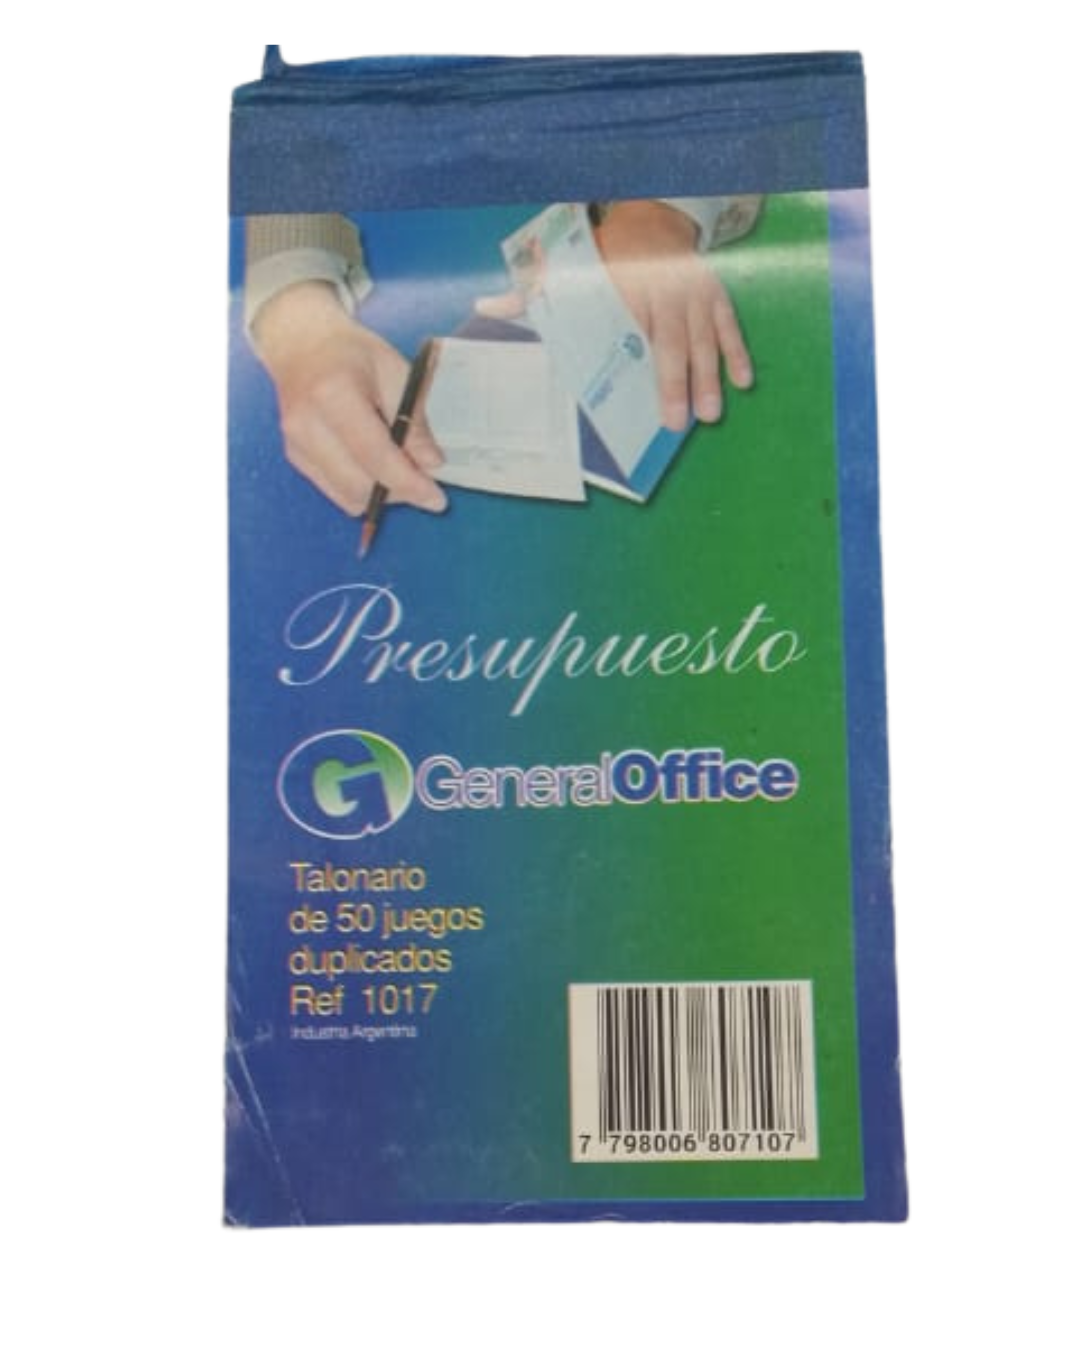 Presupuesto
G GeneralOffice
Talonario
de 50 juegos
duplicados
Ref 1017
Industria Argentina
7 798006 807107